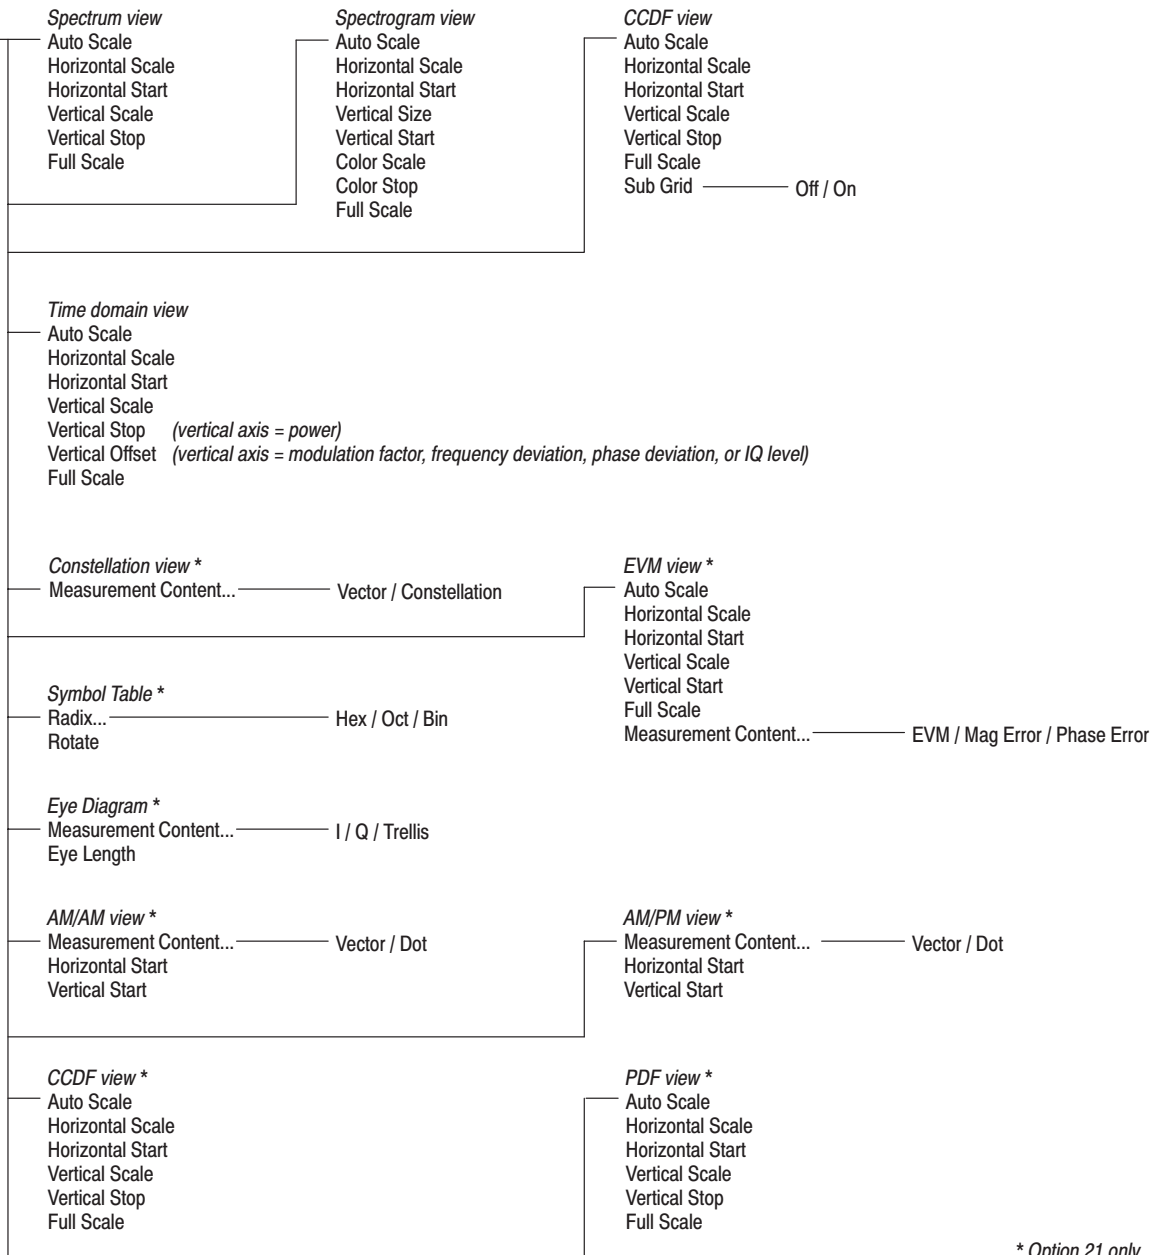 Spectrum view
Auto Scale
Horizontal Scale
Horizontal Start
Vertical Scale
Vertical Stop
Full Scale
Spectrogram view
Auto Scale
Horizontal Scale
Horizontal Start
Vertical Size
Vertical Start
Color Scale
Color Stop
Full Scale
CCDF view
Auto Scale
Horizontal Scale
Horizontal Start
Vertical Scale
Vertical Stop
Full Scale
Sub Grid Off / On
Time domain view
Auto Scale
Horizontal Scale
Horizontal Start
Vertical Scale
Vertical Stop (vertical axis = power)
Vertical Offset (vertical axis = modulation factor, frequency deviation, phase deviation, or IQ level)
Full Scale
Constellation view *
Measurement Content... Vector / Constellation
EVM view *
Auto Scale
Horizontal Scale
Horizontal Start
Vertical Scale
Vertical Start
Full Scale
Measurement Content... EVM / Mag Error / Phase Error
Symbol Table *
Radix... Hex / Oct / Bin
Rotate
Eye Diagram *
Measurement Content... I / Q / Trellis
Eye Length
AM/AM view *
Measurement Content... Vector / Dot
Horizontal Start
Vertical Start
AM/PM view *
Measurement Content... Vector / Dot
Horizontal Start
Vertical Start
CCDF view *
Auto Scale
Horizontal Scale
Horizontal Start
Vertical Scale
Vertical Stop
Full Scale
PDF view *
Auto Scale
Horizontal Scale
Horizontal Start
Vertical Scale
Vertical Stop
Full Scale
* Option 21 only